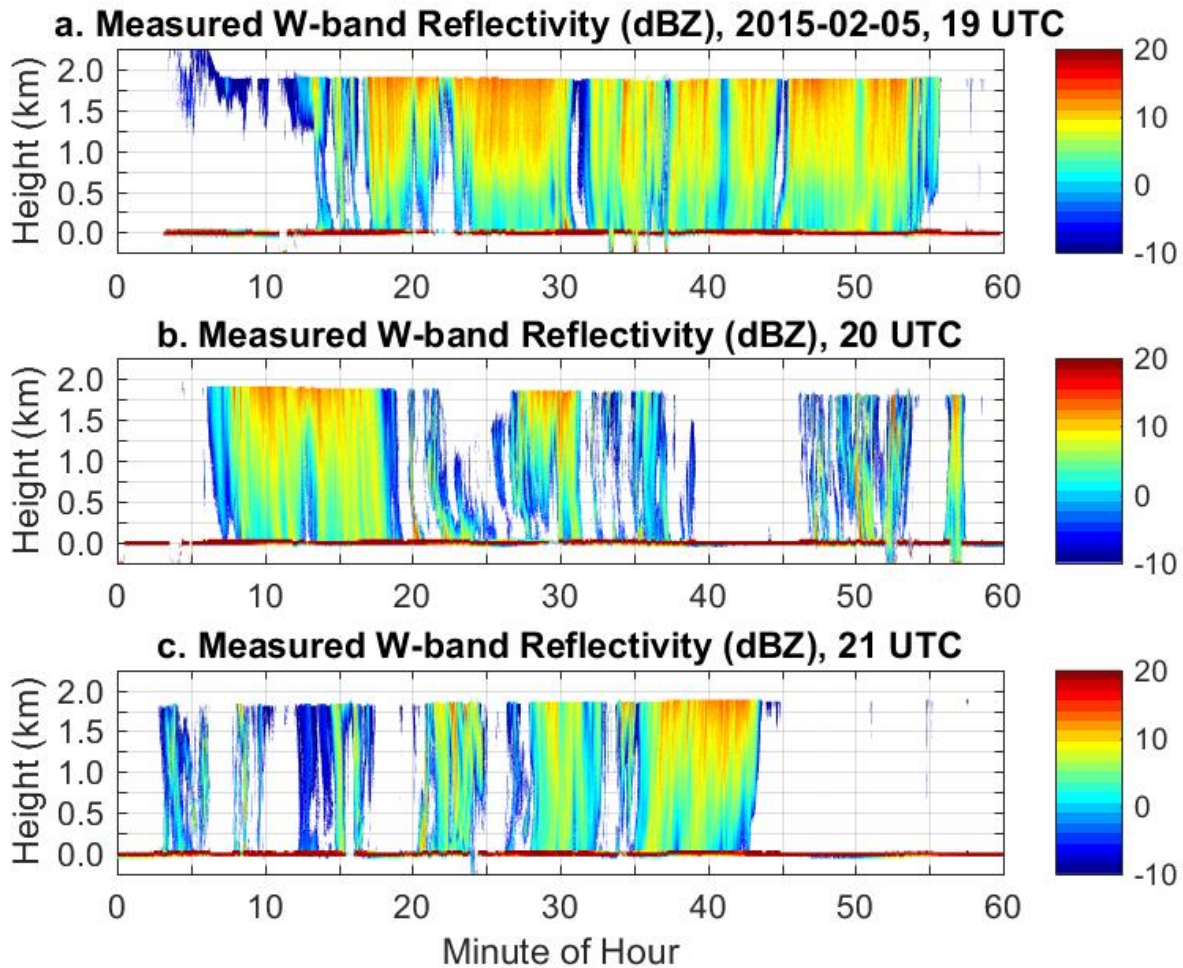 a. Measured W-band Reflectivity (dBZ), 2015-02-05, 19 UTC
Height (km)
2.0
1.5
1.0
0.5
0.0
0 10 20 30 40 50 60
20
10
0
-10
b. Measured W-band Reflectivity (dBZ), 20 UTC
Height (km)
2.0
1.5
1.0
0.5
0.0
0 10 20 30 40 50 60
20
10
0
-10
c. Measured W-band Reflectivity (dBZ), 21 UTC
Height (km)
2.0
1.5
1.0
0.5
0.0
0 10 20 30 40 50 60
20
10
0
-10
Minute of Hour